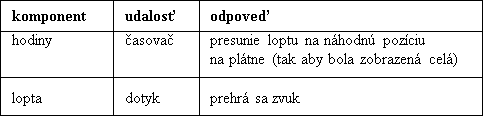 komponent udalosť odpoveď
hodiny časovač presunie loptu na náhodnú pozíciu
na plátne (tak aby bola zobrazená celá)
lopta dotyk prehrá sa zvuk